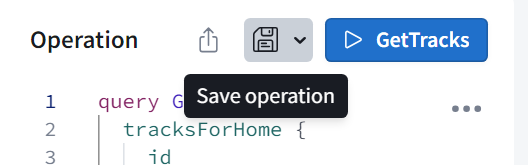 Operation
GetTracks
Save operation
1 query G
2 tracksForHome {
3 id